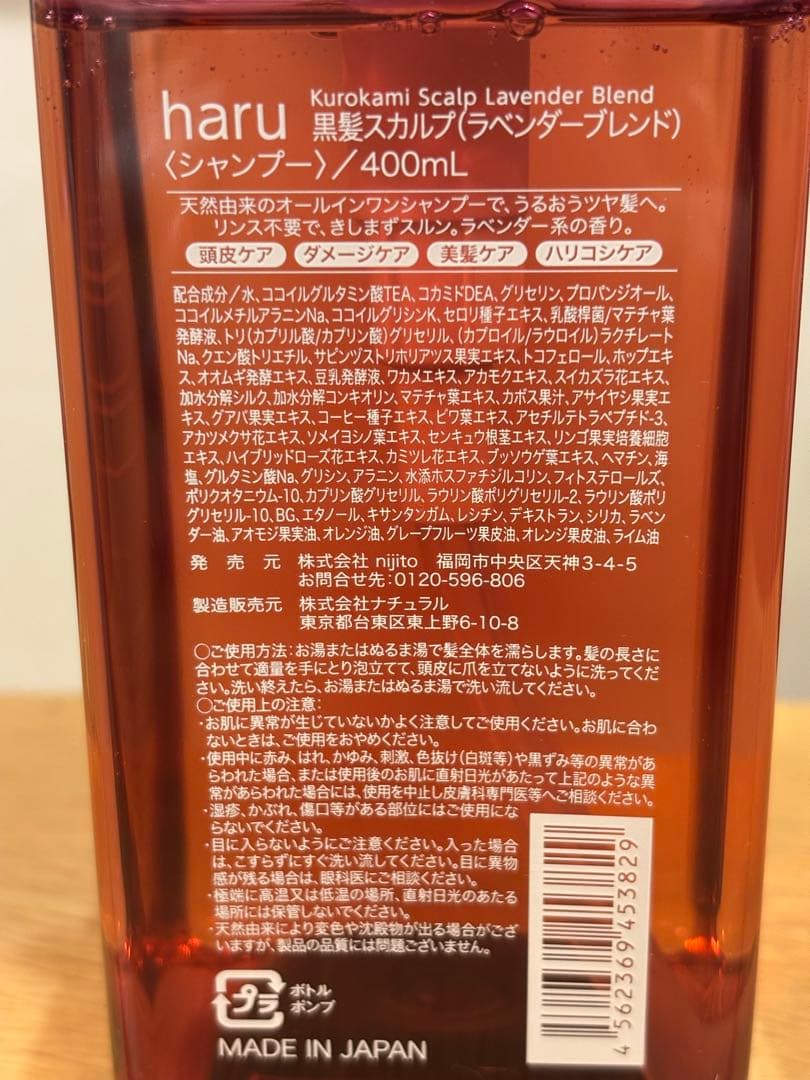 haru Kurokami Scalp Lavender Blend
黒髪スカルプ(ラベンダーブレンド)
〈シャンプー〉／400mL
天然由来のオールインワンシャンプーで、うるおうツヤ髪へ。
リンス不要で、きしまずスルン。ラベンダー系の香り。
頭皮ケア ダメージケア 美髪ケア ハリコシケア
配合成分／水、ココイルグルタミン酸TEA、コカミドDEA、グリセリン、プロパンジオール、
ココイルメチルアラニンNa、ココイルグリシンK、セロリ種子エキス、乳酸桿菌/マテチャ葉
発酵液、トリ(カプリル酸/カプリン酸)グリセリル、(カプロイル/ラウロイル)ラクチレート
Na、クエン酸トリエチル、サピンヅストリホリアツス果実エキス、トコフェロール、ホップエキ
ス、オオムギ発酵エキス、豆乳発酵液、ワカメエキス、アカモクエキス、スイカズラ花エキス、
加水分解シルク、加水分解コンキオリン、マテチャ葉エキス、カボス果汁、アサイヤシ果実エ
キス、グアバ果実エキス、コーヒー種子エキス、ビワ葉エキス、アセチルテトラペプチド-3、
アカツメクサ花エキス、ソメイヨシノ葉エキス、センキュウ根茎エキス、リンゴ果実培養細胞
エキス、ハイブリッドローズ花エキス、カミツレ花エキス、ブッソウゲ葉エキス、ヘマチン、海
塩、グルタミン酸Na、グリシン、アラニン、水添ホスファチジルコリン、フィトステロールズ、
ポリクオタニウム-10、カプリン酸グリセリル、ラウリン酸ポリグリセリル-2、ラウリン酸ポリ
グリセリル-10、BG、エタノール、キサンタンガム、レシチン、デキストラン、シリカ、ラベン
ダー油、アオモジ果実油、オレンジ油、グレープフルーツ果皮油、オレンジ果皮油、ライム油
発 売 元 株式会社 nijito 福岡市中央区天神3-4-5
お問合せ先：0120-596-806
製造販売元 株式会社ナチュラル
東京都台東区東上野6-10-8
○ご使用方法：お湯またはぬるま湯で髪全体を濡らします。髪の長さに
合わせて適量を手にとり泡立てて、頭皮に爪を立てないように洗ってくだ
さい。洗い終えたら、お湯またはぬるま湯で洗い流してください。
○ご使用上の注意：
・お肌に異常が生じていないかよく注意してご使用ください。お肌に合わ
ないときは、ご使用をおやめください。
・使用中に赤み、はれ、かゆみ、刺激、色抜け(白斑等)や黒ずみ等の異常があ
らわれた場合、または使用後のお肌に直射日光があたって上記のような異
常があらわれた場合には、使用を中止し皮膚科専門医等へご相談ください。
・湿疹、かぶれ、傷口等がある部位にはご使用にな
らないでください。
・目に入らないようにご注意ください。入った場合
は、こすらずにすぐ洗い流してください。目に異物
感が残る場合は、眼科医にご相談ください。
・極端に高温又は低温の場所、直射日光のあたる
場所には保管しないでください。
・天然由来により変色や沈殿物が出る場合がござ
いますが、製品の品質には問題ございません。
プラ ボトル
ポンプ
MADE IN JAPAN
4 562369 453829